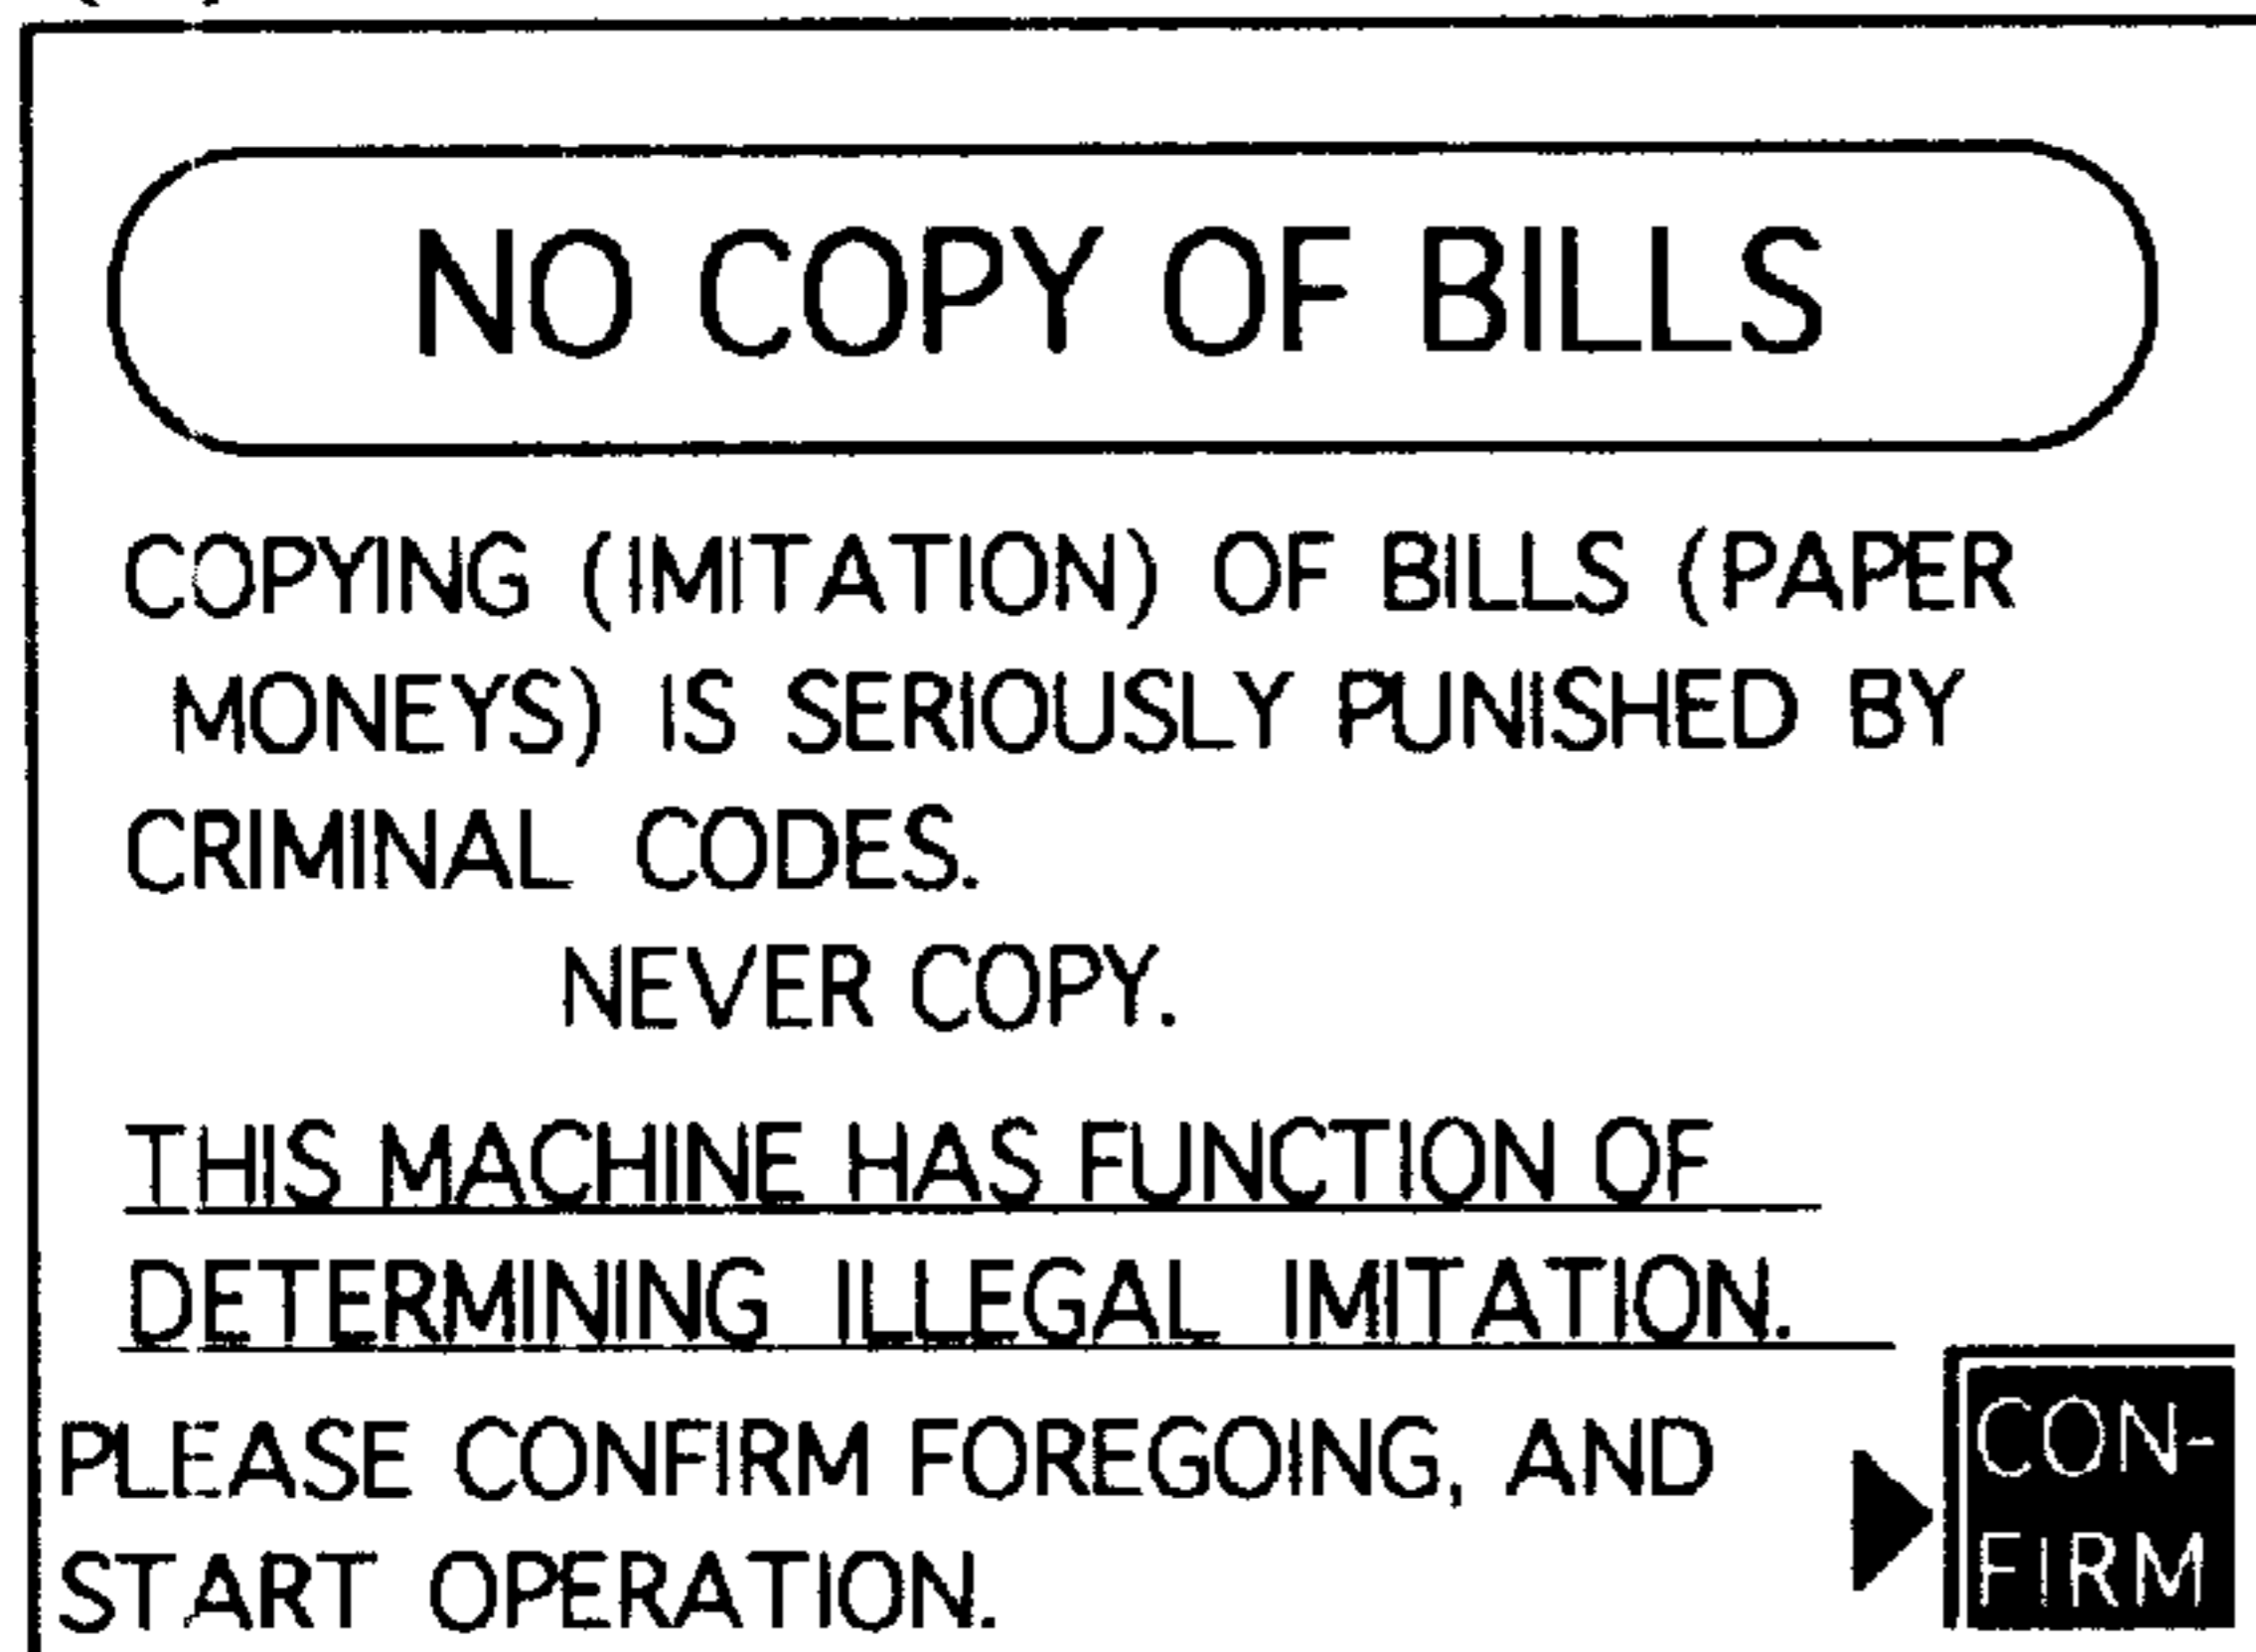 NO COPY OF BILLS
COPYING (IMITATION) OF BILLS (PAPER
MONEYS) IS SERIOUSLY PUNISHED BY
CRIMINAL CODES.
NEVER COPY.
THIS MACHINE HAS FUNCTION OF
DETERMINING ILLEGAL IMITATION.
PLEASE CONFIRM FOREGOING, AND
START OPERATION.
CON-
FIRM